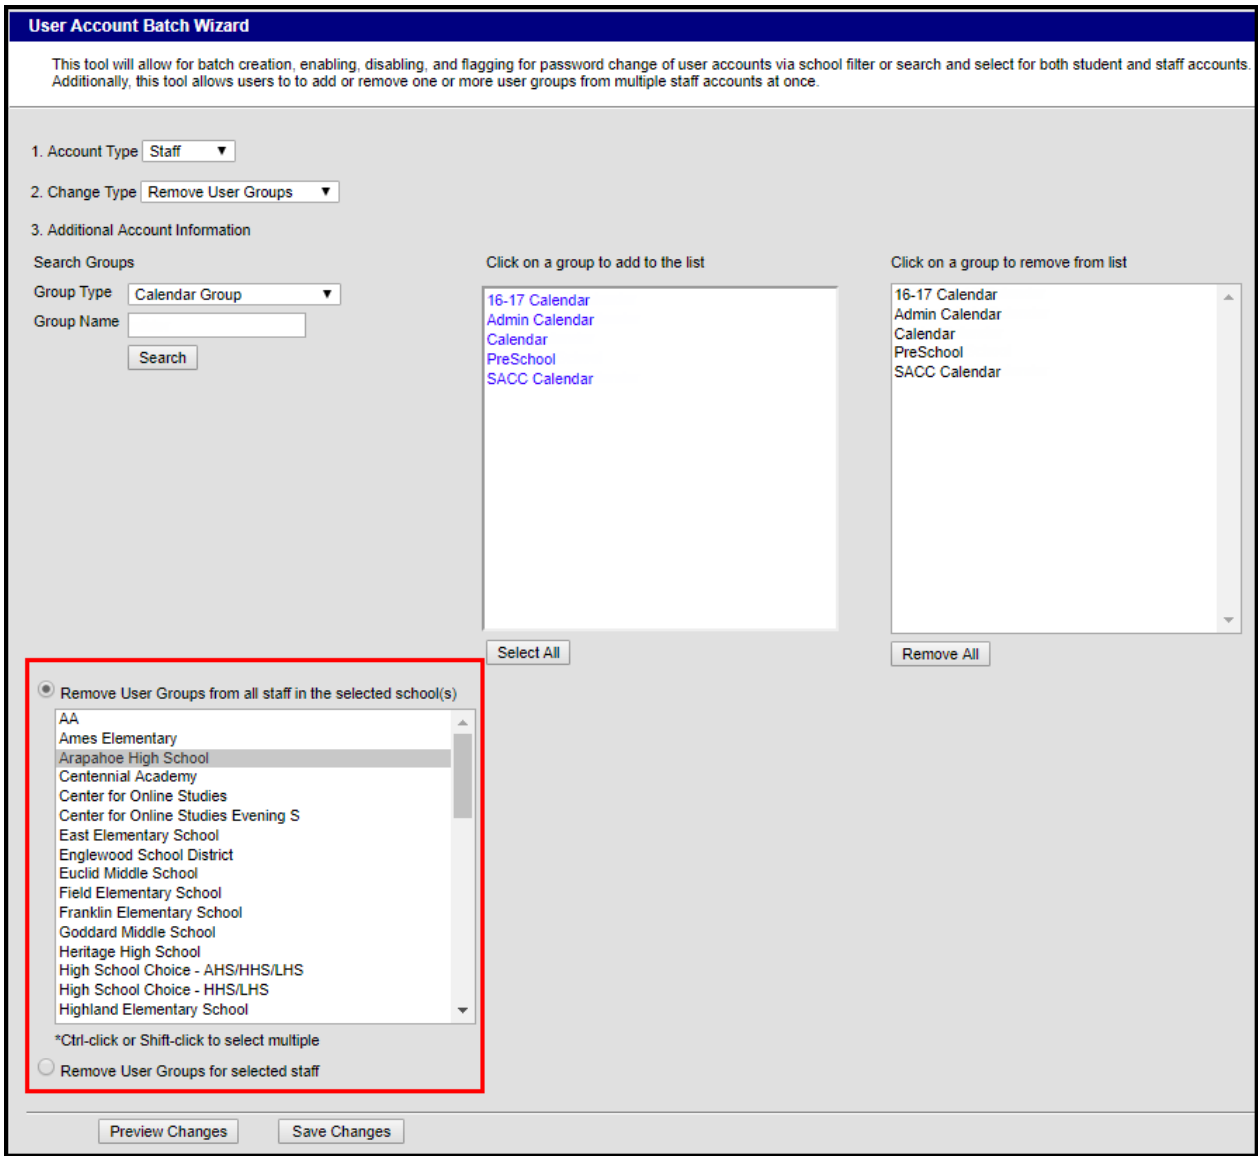 User Account Batch Wizard
This tool will allow for batch creation, enabling, disabling, and flagging for password change of user accounts via school filter or search and select for both student and staff accounts.
Additionally, this tool allows users to to add or remove one or more user groups from multiple staff accounts at once.
1. Account Type Staff
2. Change Type Remove User Groups
3. Additional Account Information
Search Groups
Group Type Calendar Group
Group Name
Search
Click on a group to add to the list
16-17 Calendar
Admin Calendar
Calendar
PreSchool
SACC Calendar
Select All
Click on a group to remove from list
16-17 Calendar
Admin Calendar
Calendar
PreSchool
SACC Calendar
Remove All
Remove User Groups from all staff in the selected school(s)
AA
Ames Elementary
Arapahoe High School
Centennial Academy
Center for Online Studies
Center for Online Studies Evening S
East Elementary School
Englewood School District
Euclid Middle School
Field Elementary School
Franklin Elementary School
Goddard Middle School
Heritage High School
High School Choice - AHS/HHS/LHS
High School Choice - HHS/LHS
Highland Elementary School
*Ctrl-click or Shift-click to select multiple
Remove User Groups for selected staff
Preview Changes Save Changes